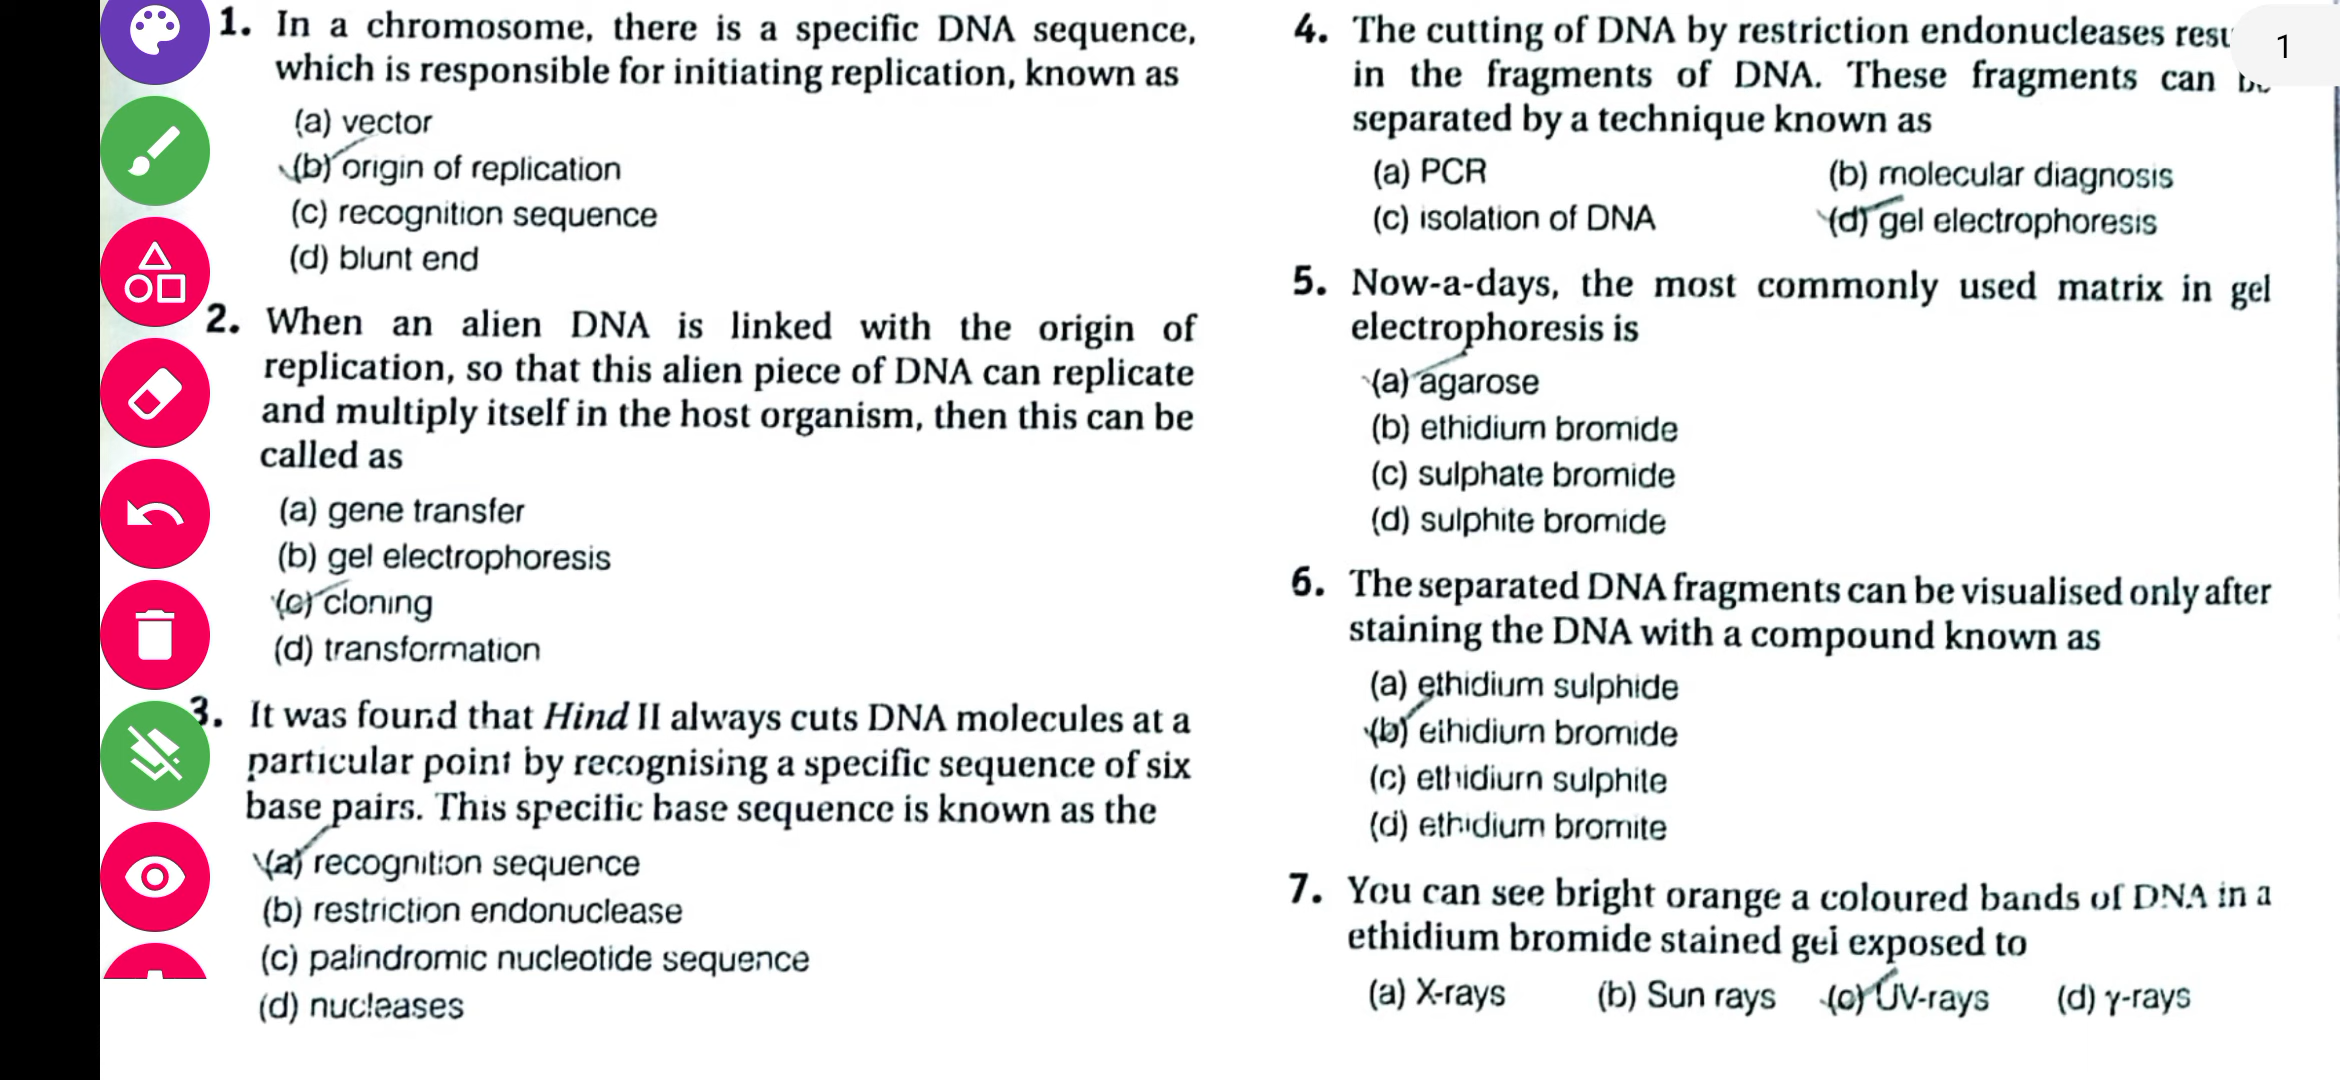 1. In a chromosome, there is a specific DNA sequence,
which is responsible for initiating replication, known as
(a) vector
(b) origin of replication
(c) recognition sequence
(d) blunt end
2. When an alien DNA is linked with the origin of
replication, so that this alien piece of DNA can replicate
and multiply itself in the host organism, then this can be
called as
(a) gene transfer
(b) gel electrophoresis
(c) cloning
(d) transformation
3. It was found that Hind II always cuts DNA molecules at a
particular point by recognising a specific sequence of six
base pairs. This specific base sequence is known as the
(a) recognition sequence
(b) restriction endonuclease
(c) palindromic nucleotide sequence
(d) nucleases
4. The cutting of DNA by restriction endonucleases
in the fragments of DNA. These fragments can
separated by a technique known as
(a) PCR (b) molecular diagnosis
(c) isolation of DNA (d) gel electrophoresis
5. Now-a-days, the most commonly used matrix in gel
electrophoresis is
(a) agarose
(b) ethidium bromide
(c) sulphate bromide
(d) sulphite bromide
6. The separated DNA fragments can be visualised only after
staining the DNA with a compound known as
(a) ethidium sulphide
(b) ethidium bromide
(c) ethidium sulphite
(d) ethidium bromite
7. You can see bright orange a coloured bands of DNA in a
ethidium bromide stained gel exposed to
(a) X-rays (b) Sun rays (c) UV-rays (d) γ-rays
1